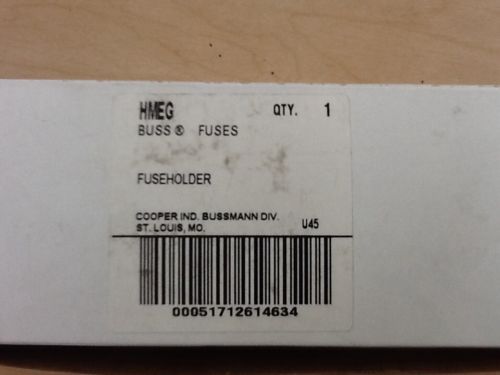 HMEG QTY. 1
BUSS® FUSES
FUSEHOLDER
COOPER IND. BUSSMANN DIV.
ST. LOUIS, MO. U45
00051712614634